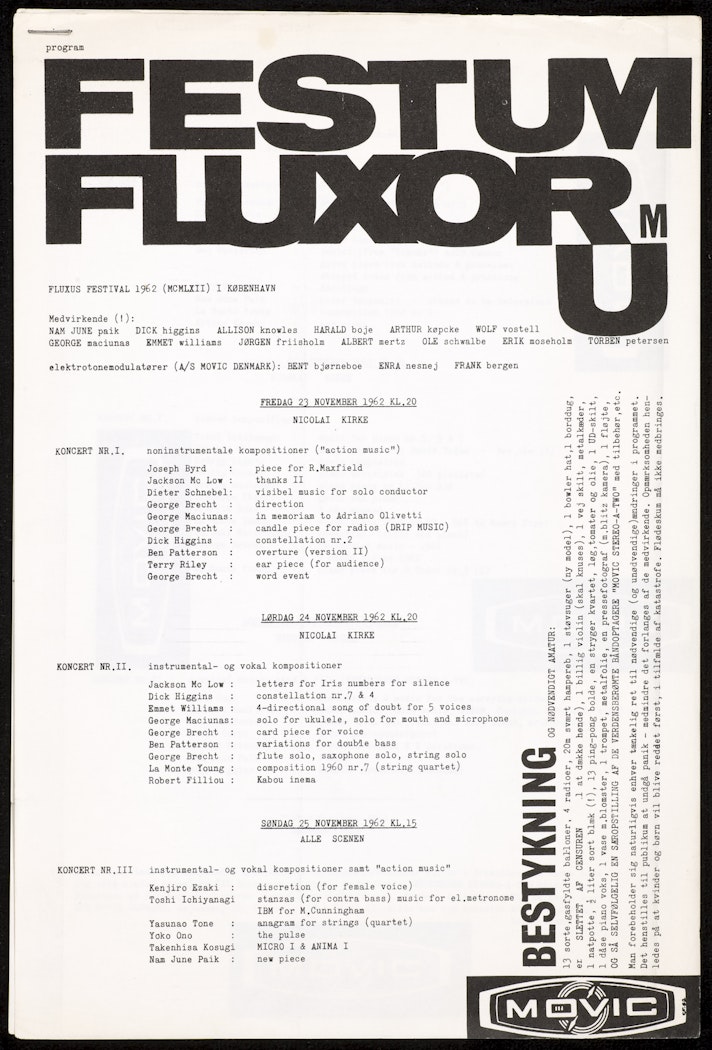 program
FESTUM
FLUXOR
U
M
FLUXUS FESTIVAL 1962 (MCMLXII) I KØBENHAVN
Medvirkende (!):
NAM JUNE paik DICK higgins ALLISON knowles HARALD boje ARTHUR køpcke WOLF vostell
GEORGE maciunas EMMET williams JØRGEN friisholm ALBERT mertz OLE schwalbe ERIK moseholm TORBEN petersen
elektrotonemodulatører (A/S MOVIC DENMARK): BENT bjørneboe ENRA nesnej FRANK bergen
FREDAG 23 NOVEMBER 1962 KL.20
NICOLAI KIRKE
KONCERT NR.I. noninstrumentale kompositioner ("action music")
Joseph Byrd : piece for R.Maxfield
Jackson Mc Low : thanks II
Dieter Schnebel: visibel music for solo conductor
George Brecht : direction
George Maciunas: in memoriam to Adriano Olivetti
George Brecht : candle piece for radios (DRIP MUSIC)
Dick Higgins : constellation nr.2
Ben Patterson : overture (version II)
Terry Riley : ear piece (for audience)
George Brecht : word event
LØRDAG 24 NOVEMBER 1962 KL.20
NICOLAI KIRKE
KONCERT NR.II. instrumental- og vokal kompositioner
Jackson Mc Low : letters for Iris numbers for silence
Dick Higgins : constellation nr.7 & 4
Emmet Williams : 4-directional song of doubt for 5 voices
George Maciunas: solo for ukulele, solo for mouth and microphone
George Brecht : card piece for voice
Ben Patterson : variations for double bass
George Brecht : flute solo, saxophone solo, string solo
La Monte Young : composition 1960 nr.7 (string quartet)
Robert Filliou : Kabou inema
SØNDAG 25 NOVEMBER 1962 KL.15
ALLE SCENEN
KONCERT NR.III instrumental- og vokal kompositioner samt "action music"
Kenjiro Ezaki : discretion (for female voice)
Toshi Ichiyanagi stanzas (for contra bass) music for el.metronome
IBM for M.Cunningham
Yasunao Tone : anagram for strings (quartet)
Yoko Ono : the pulse
Takenhisa Kosugi MICRO I & ANIMA I
Nam June Paik : new piece
BESTYKNING OG NØDVENDIGT AMATUR:
13 sorte,gasfyldte balloner, 4 radioer, 20m svært hampereb, 1 støvsuger (ny model), 1 bowler hat,1 borddug,
er SLETTET AF CENSUREN 1 at dække hende), 1 billig violin (skal knuses), 1 vej skilt, metalkæder,
1 natpotte, ½ liter sort blæk (!), 13 ping-pong bolde, en stryger kvartet, løg,tomater og olie, 1 UD-skilt,
1 dåse piano voks, 1 vase m.blomster, 1 trompet, metalfolie, en pressefotograf (m.blitz kamera), 1 fløjte,
OG SÅ SELVFØLGELIG EN SÆROPSTILLING AF DE VERDENSBERØMTE BÅNDOPTAGERE "MOVIC STEREO-A-TWO" med tilbehør,etc.
Man forebeholder sig naturligvis enhver tænkelig ret til nødvendige (og unødvendige)ændringer i programmet.
Det henstilles til publikum at undgå panik - medmindre det forlanges af de medvirkende. Opmærksomheden hen-
ledes på at kvinder og børn vil blive reddet først, i tilfælde af katastrofe. Flødeskum må ikke medbringes.
MOVIC